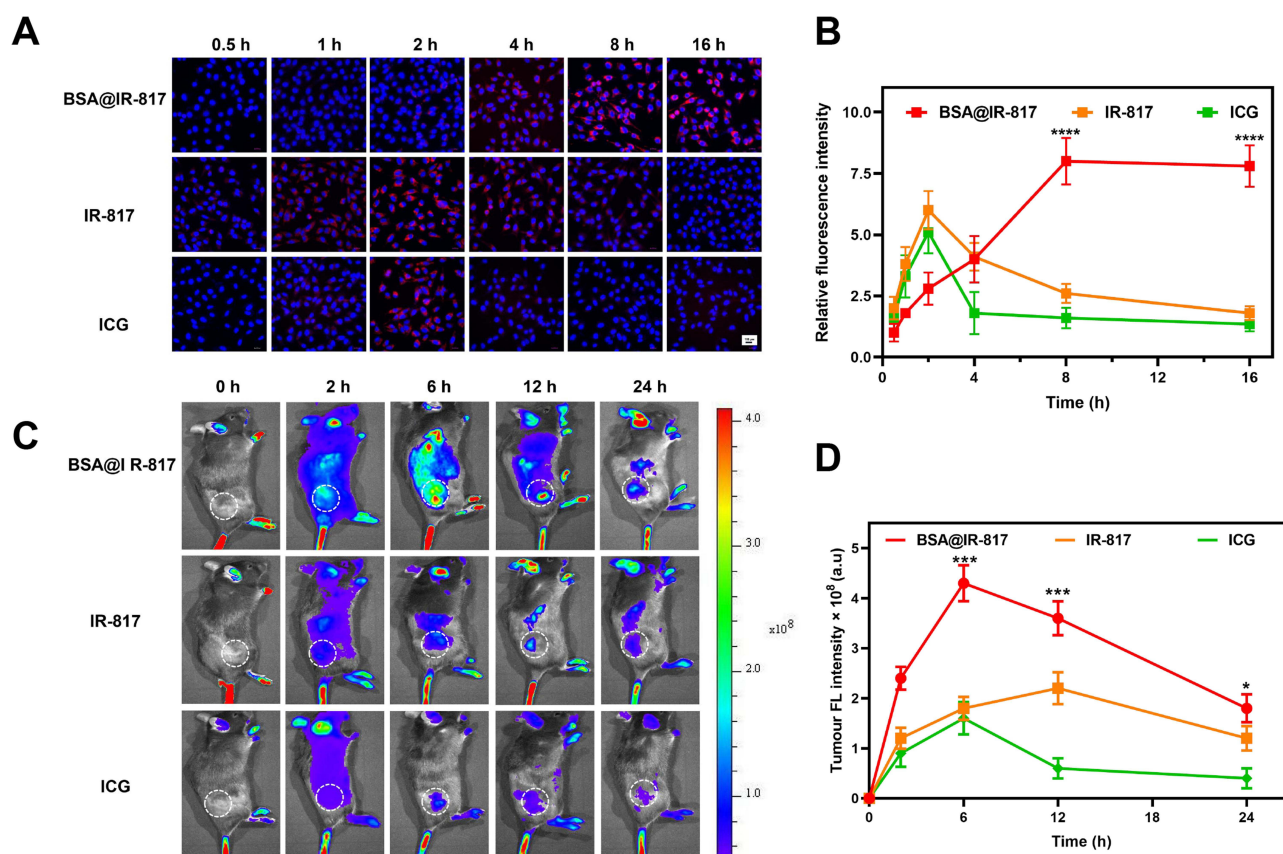 A
0.5 h 1 h 2 h 4 h 8 h 16 h
BSA@IR-817
IR-817
ICG
B
BSA@IR-817 IR-817 ICG
**** ****
Relative fluorescence intensity
10.0
7.5
5.0
2.5
0.0
0 4 8 12 16
Time (h)
C
0 h 2 h 6 h 12 h 24 h
BSA@I R-817
IR-817
ICG
4.0
3.0
x10⁸
2.0
1.0
D
BSA@IR-817 IR-817 ICG
*** *** *
Tumour FL intensity × 10⁸ (a.u)
5
4
3
2
1
0
0 6 12 18 24
Time (h)